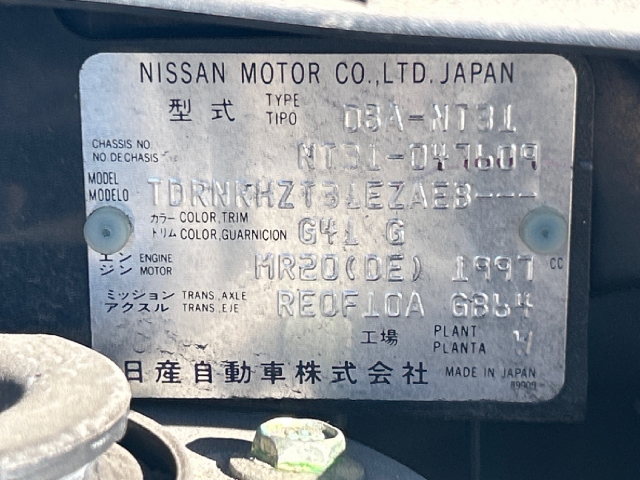 NISSAN MOTOR CO.,LTD. JAPAN
型式 TYPE TIPO DBA-NT31
CHASSIS NO. NO DE CHASIS NT31-047609
MODEL MODELO TDRNRHZT31EZAEB---
カラー COLOR,TRIM
トリム COLOR,GUARNICION G41 G
エンジン ENGINE MOTOR MR20(DE) 1997 CC
ミッション TRANS.AXLE
アクスル TRANS.EJE RE0F10A
工場 PLANT PLANTA
日産自動車株式会社 MADE IN JAPAN